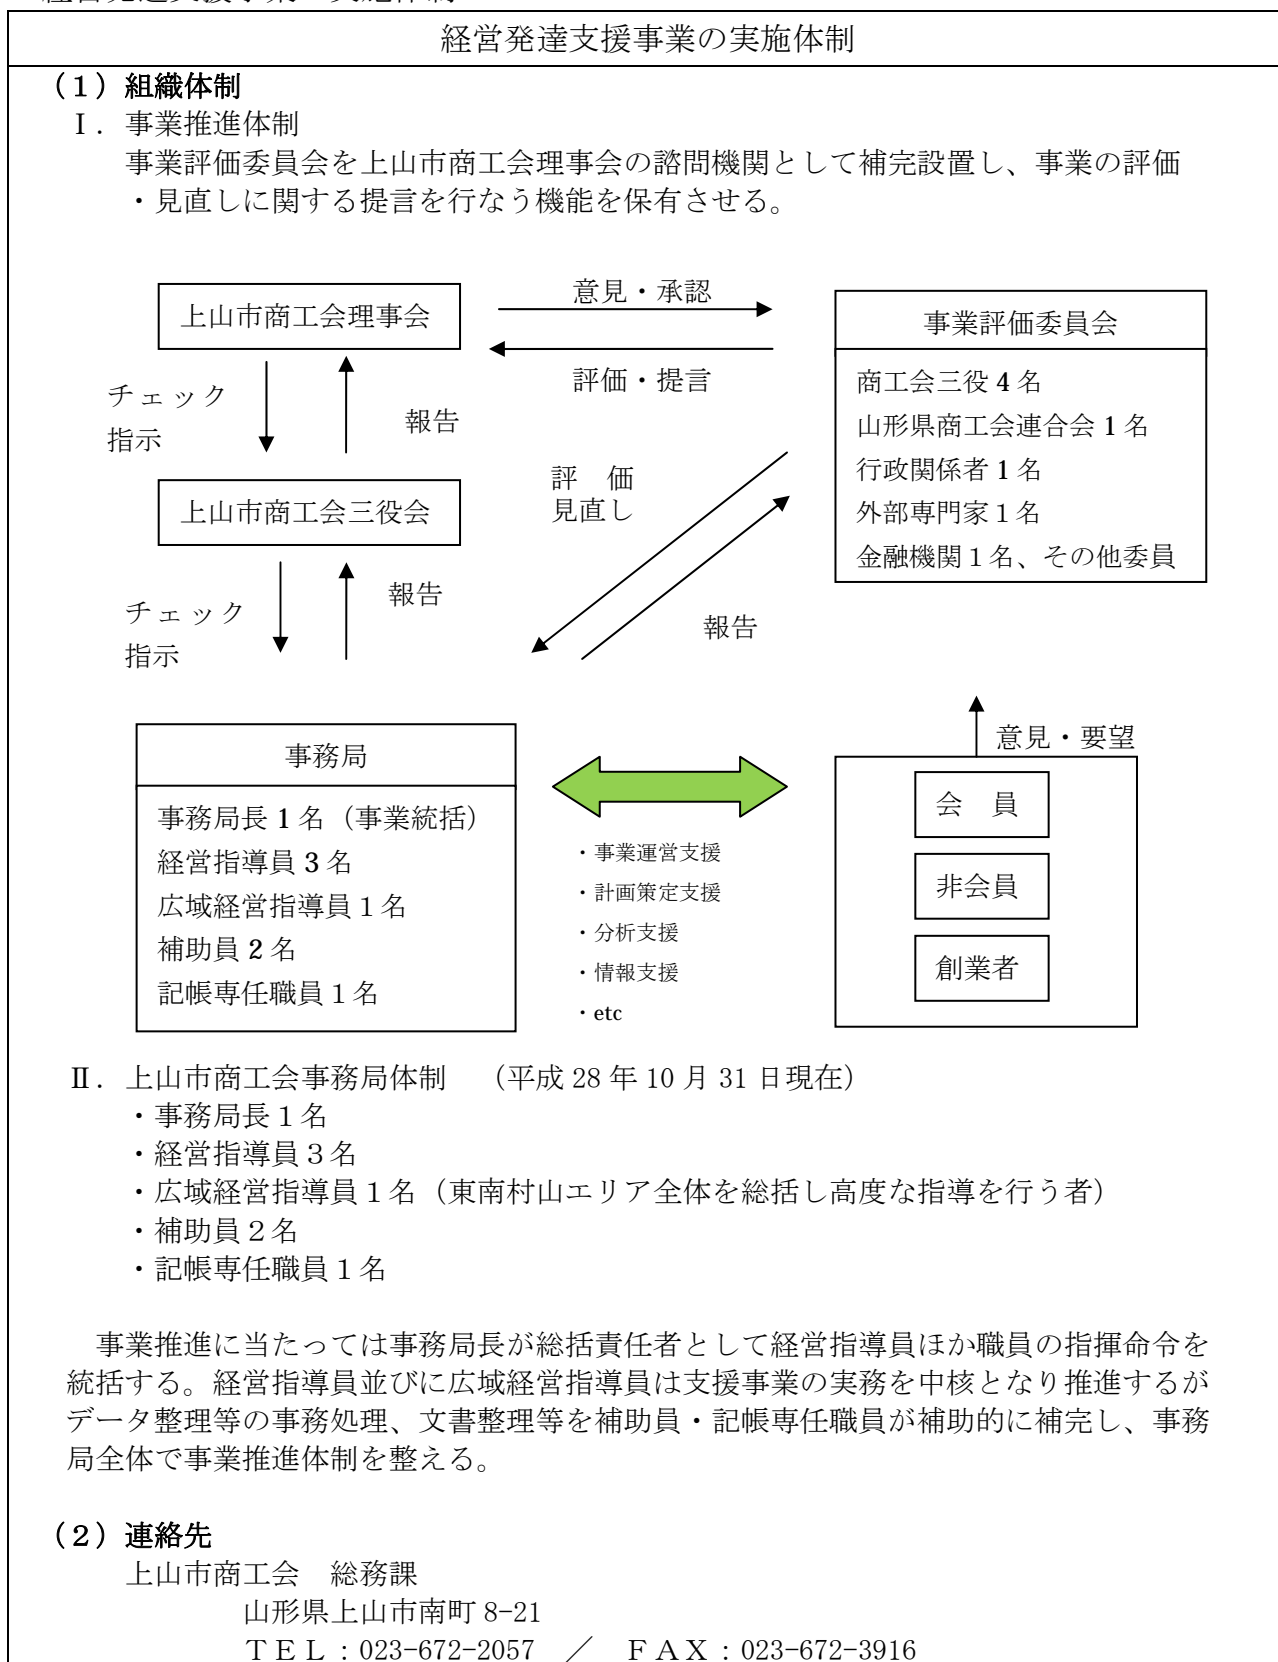 経営発達支援事業の実施体制
（１）組織体制
Ⅰ．事業推進体制
事業評価委員会を上山市商工会理事会の諮問機関として補完設置し、事業の評価
・見直しに関する提言を行なう機能を保有させる。
上山市商工会理事会
意見・承認
評価・提言
事業評価委員会
商工会三役 4 名
山形県商工会連合会 1 名
行政関係者 1 名
外部専門家１名
金融機関１名、その他委員
チェック
指示
報告
評　価
見直し
上山市商工会三役会
チェック
指示
報告
報告
意見・要望
事務局
事務局長 1 名（事業統括）
経営指導員 3 名
広域経営指導員１名
補助員 2 名
記帳専任職員１名
・事業運営支援
・計画策定支援
・分析支援
・情報支援
・etc
会　員
非会員
創業者
Ⅱ．上山市商工会事務局体制　（平成 28 年 10 月 31 日現在）
・事務局長１名
・経営指導員３名
・広域経営指導員１名（東南村山エリア全体を総括し高度な指導を行う者）
・補助員２名
・記帳専任職員１名
事業推進に当たっては事務局長が総括責任者として経営指導員ほか職員の指揮命令を
統括する。経営指導員並びに広域経営指導員は支援事業の実務を中核となり推進するが
データ整理等の事務処理、文書整理等を補助員・記帳専任職員が補助的に補完し、事務
局全体で事業推進体制を整える。
（２）連絡先
上山市商工会　総務課
山形県上山市南町 8-21
ＴＥＬ：023-672-2057　／　ＦＡＸ：023-672-3916